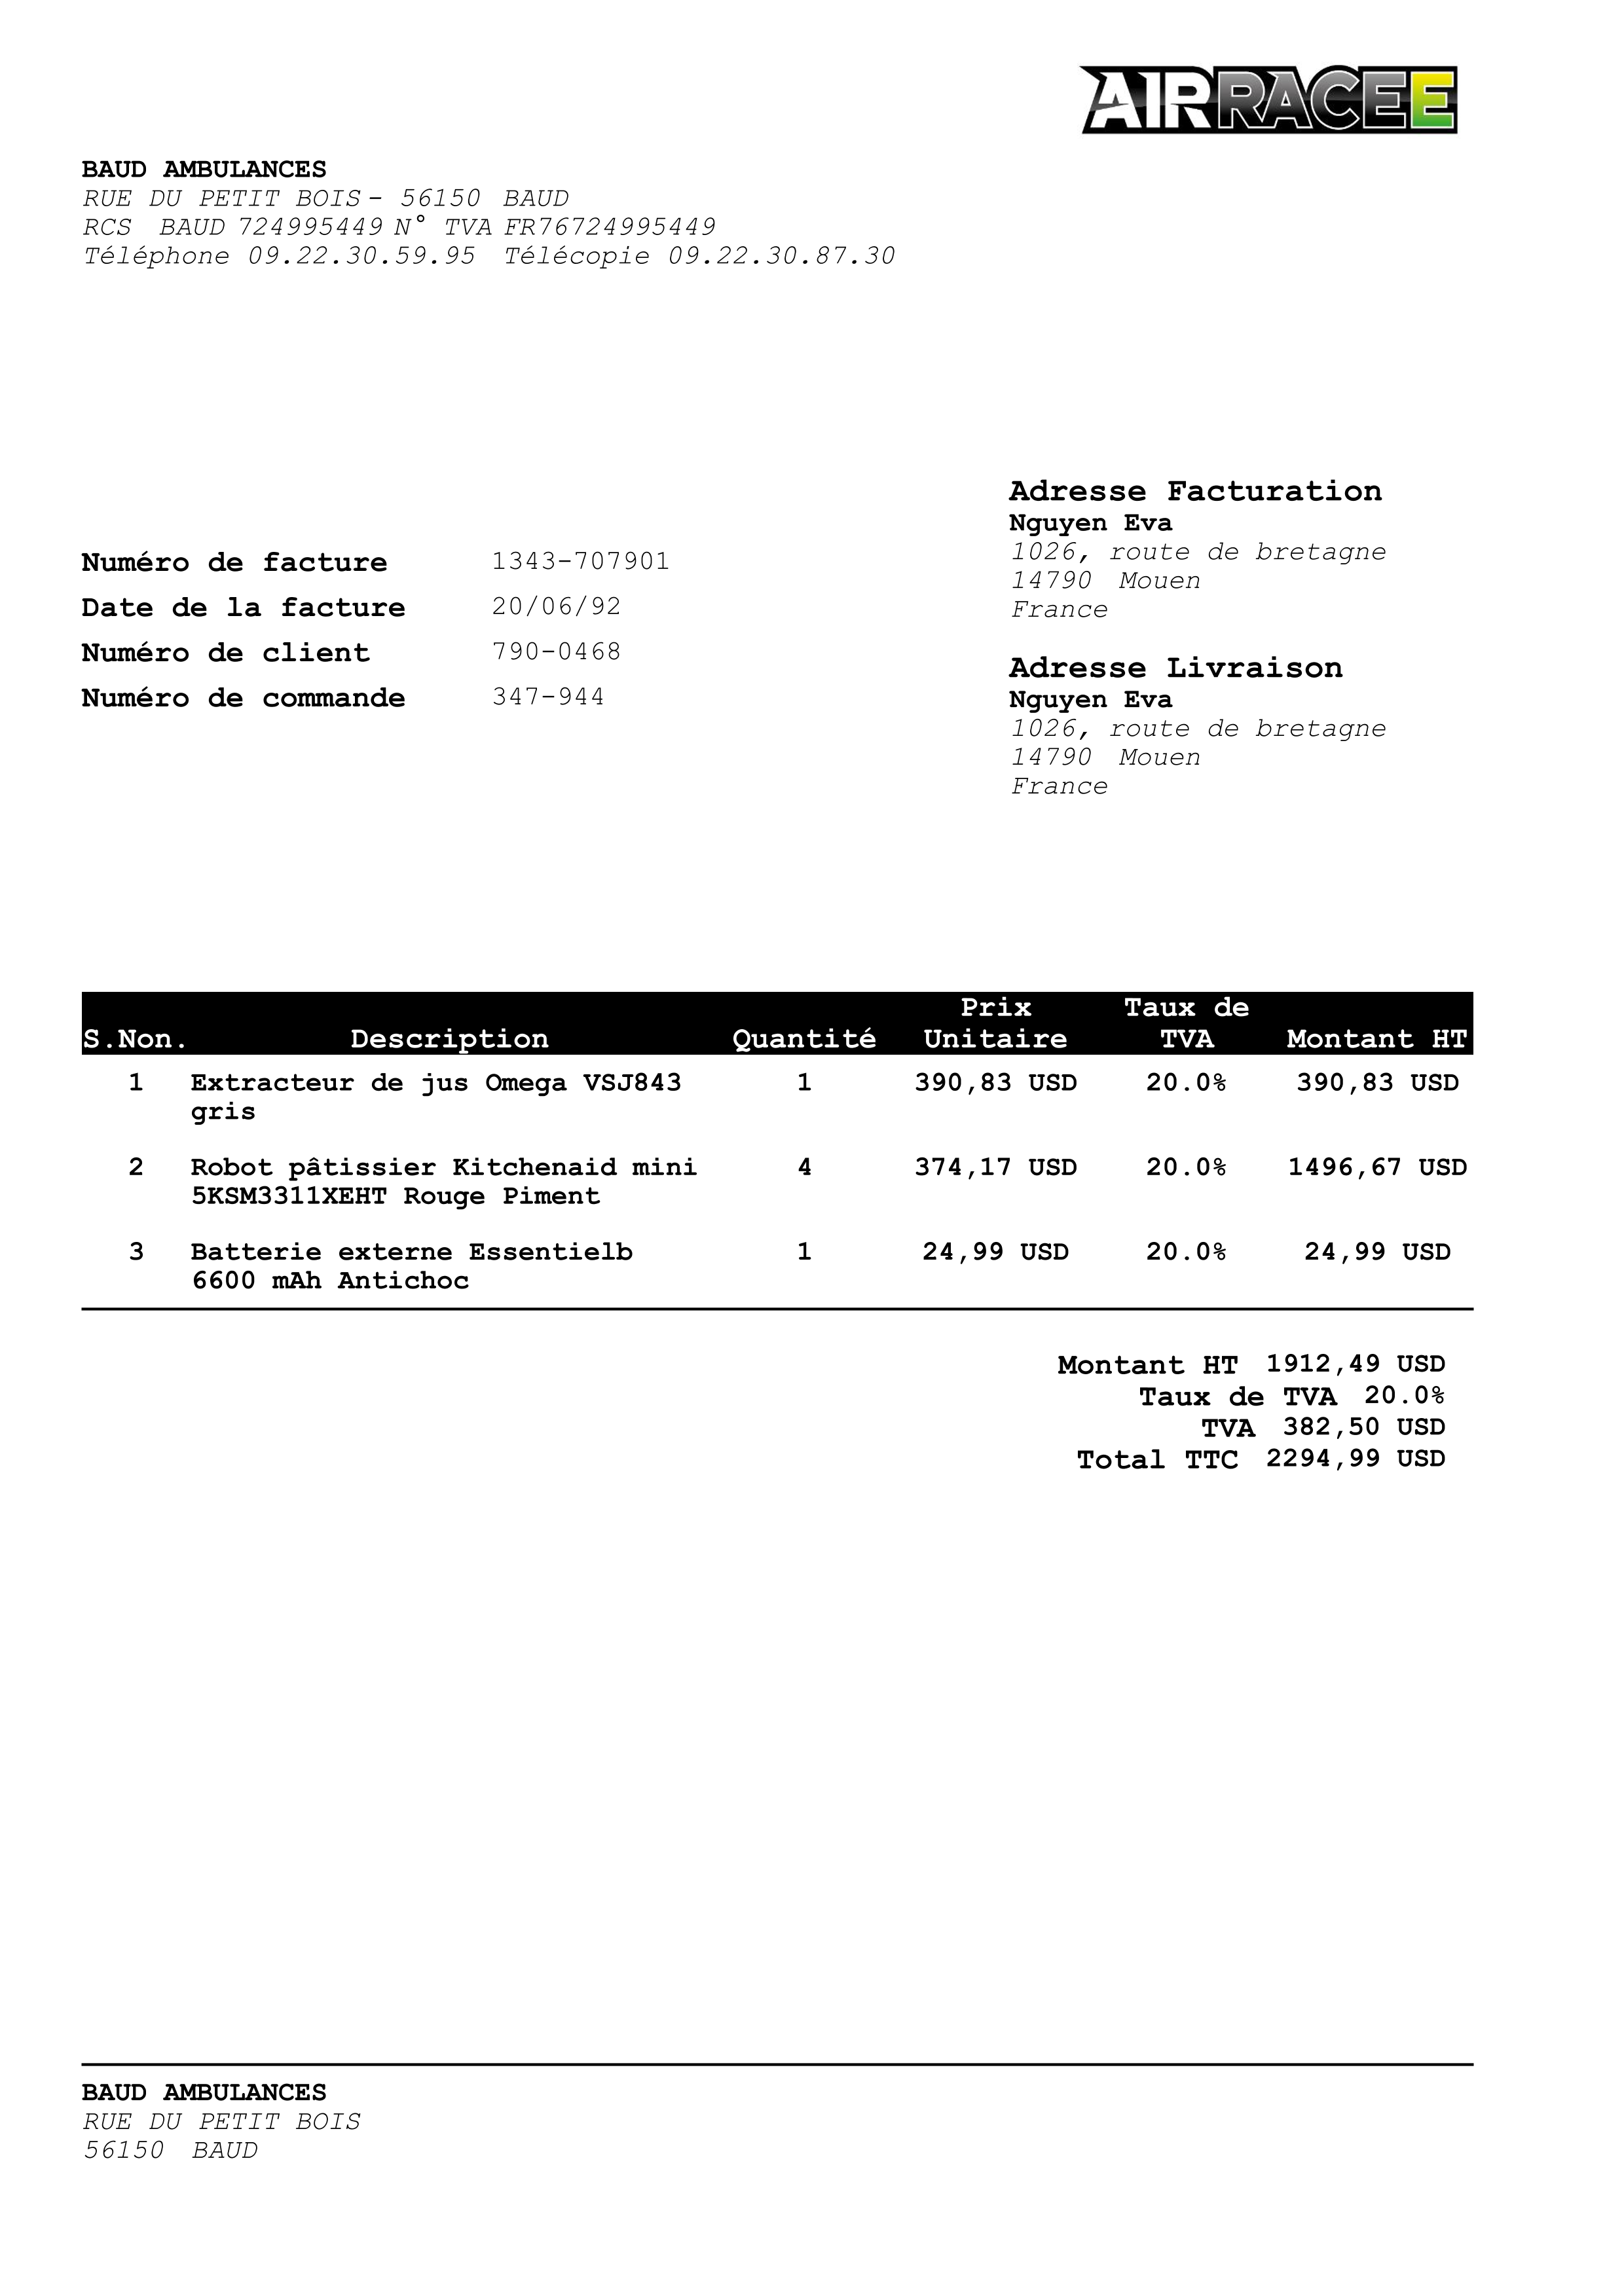 AIRRACEE
BAUD AMBULANCES
RUE DU PETIT BOIS - 56150 BAUD
RCS BAUD 724995449 N° TVA FR76724995449
Téléphone 09.22.30.59.95 Télécopie 09.22.30.87.30
Adresse Facturation
Nguyen Eva
1026, route de bretagne
14790 Mouen
France
Numéro de facture 1343-707901
Date de la facture 20/06/92
Numéro de client 790-0468
Numéro de commande 347-944
Adresse Livraison
Nguyen Eva
1026, route de bretagne
14790 Mouen
France
Prix Taux de
S.Non. Description Quantité Unitaire TVA Montant HT
1 Extracteur de jus Omega VSJ843 1 390,83 USD 20.0% 390,83 USD
gris
2 Robot pâtissier Kitchenaid mini 4 374,17 USD 20.0% 1496,67 USD
5KSM3311XEHT Rouge Piment
3 Batterie externe Essentielb 1 24,99 USD 20.0% 24,99 USD
6600 mAh Antichoc
Montant HT 1912,49 USD
Taux de TVA 20.0%
TVA 382,50 USD
Total TTC 2294,99 USD
BAUD AMBULANCES
RUE DU PETIT BOIS
56150 BAUD